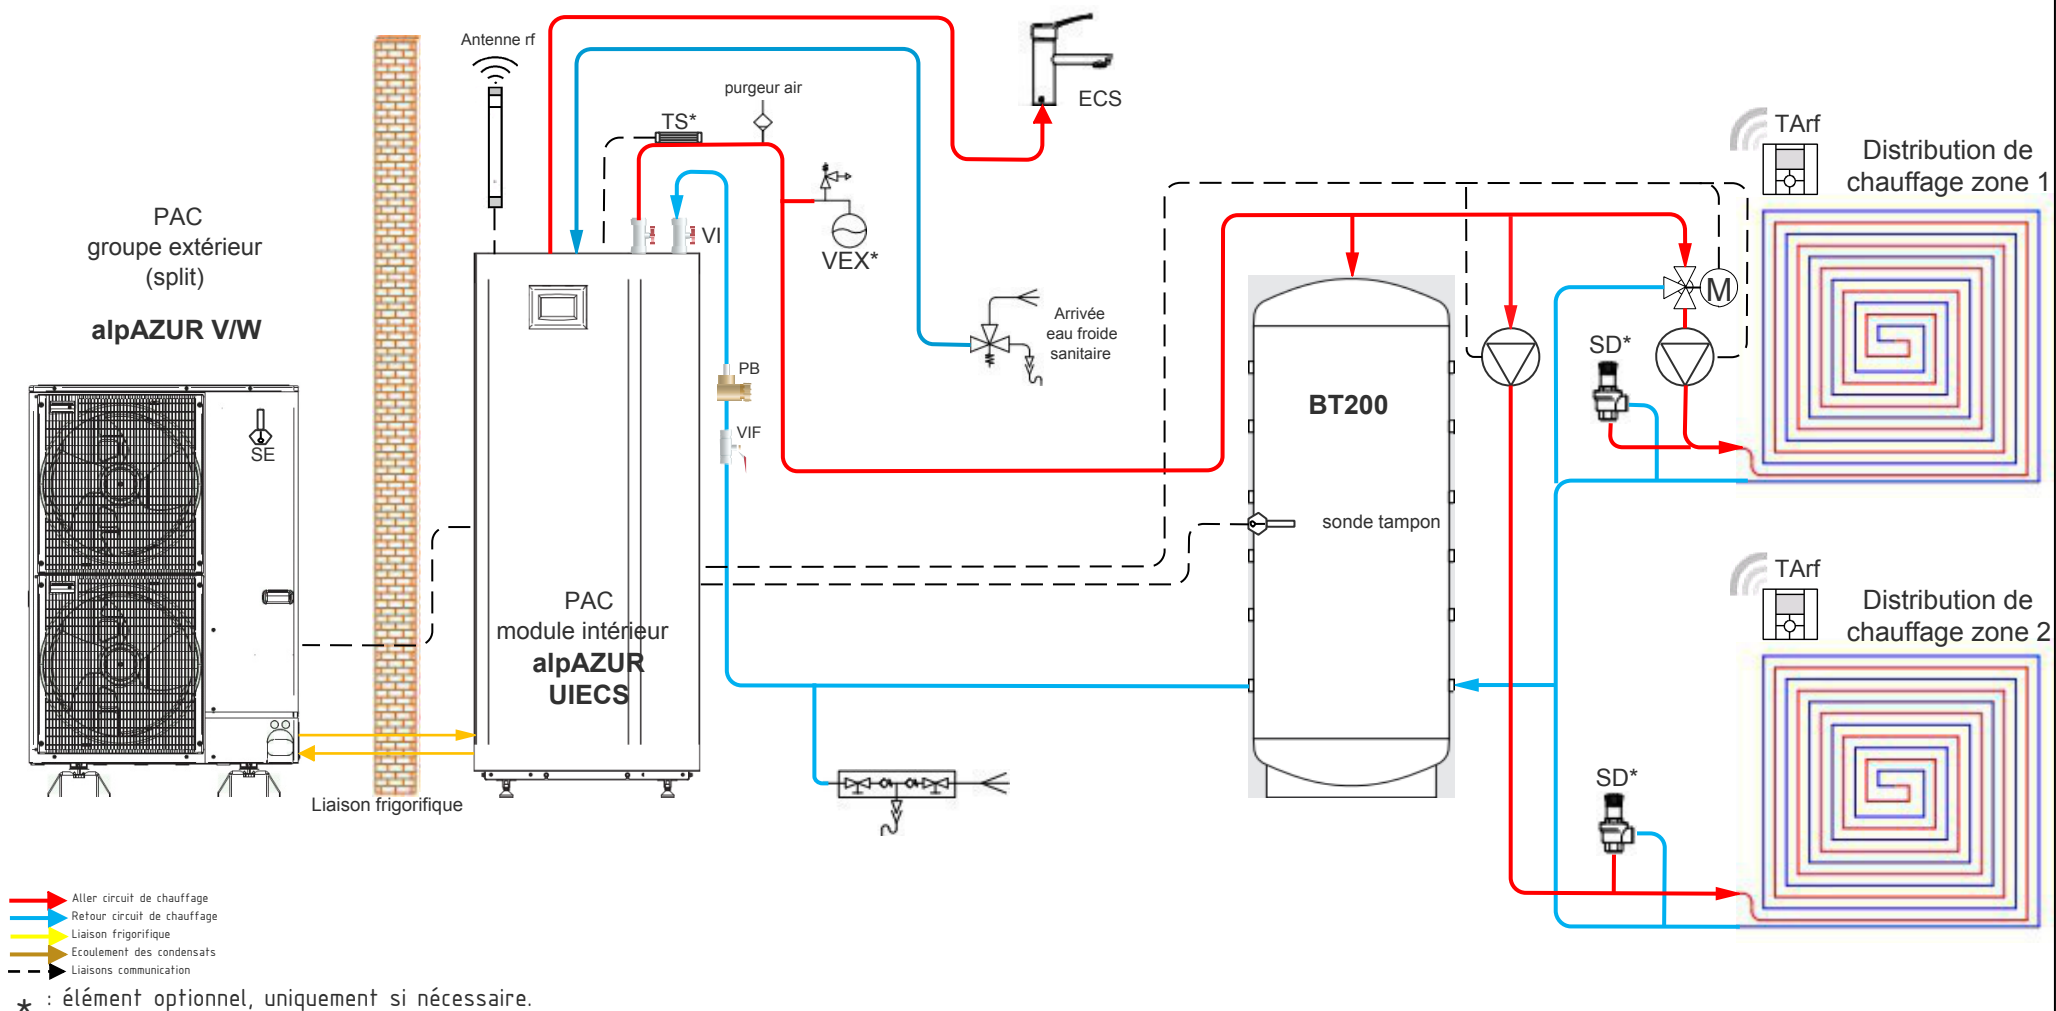 Antenne rf
TS*
purgeur air
ECS
TArf
Distribution de
chauffage zone 1
PAC
groupe extérieur
(split)
alpAZUR V/W
VI
VEX*
M
Arrivée
eau froide
sanitaire
SD*
PB
BT200
VIF
SE
sonde tampon
TArf
Distribution de
chauffage zone 2
PAC
module intérieur
alpAZUR
UIECS
SD*
Liaison frigorifique
Aller circuit de chauffage
Retour circuit de chauffage
Liaison frigorifique
Ecoulement des condensats
Liaisons communication
* : élément optionnel, uniquement si nécessaire.